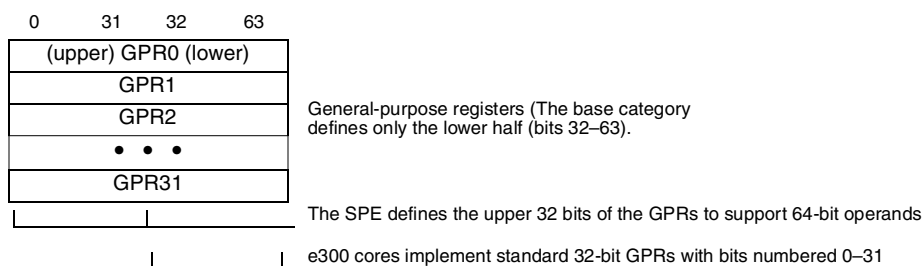 0 31 32 63
(upper) GPR0 (lower)
GPR1
GPR2
• • •
GPR31
General-purpose registers (The base category
defines only the lower half (bits 32–63).
The SPE defines the upper 32 bits of the GPRs to support 64-bit operands
e300 cores implement standard 32-bit GPRs with bits numbered 0–31